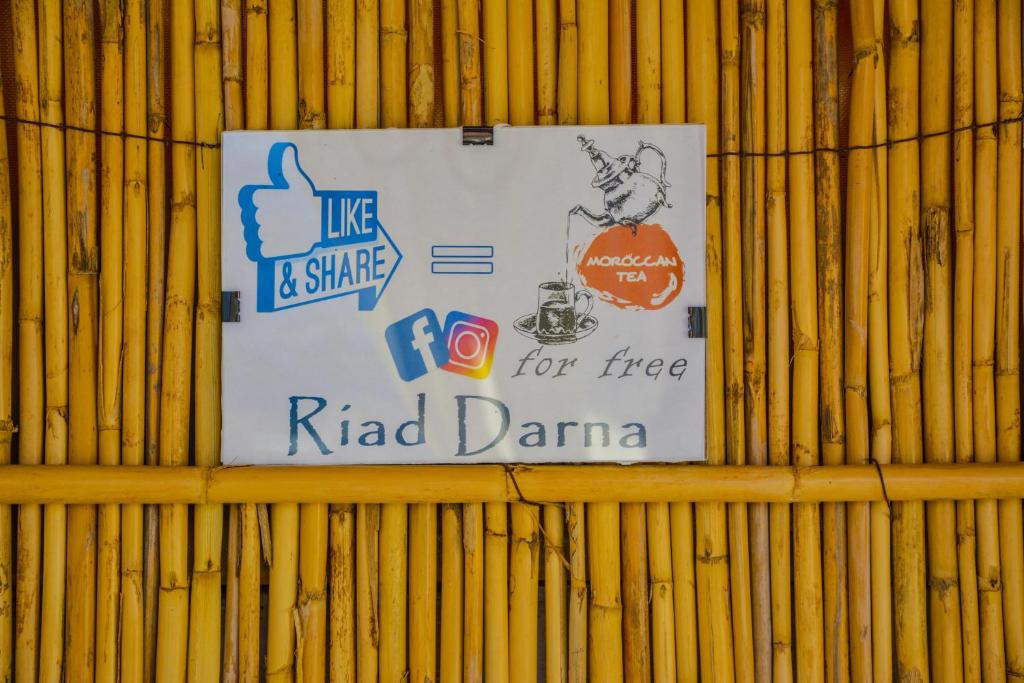 LIKE
& SHARE
=
MOROCCAN
TEA
f
for free
Riad Darna